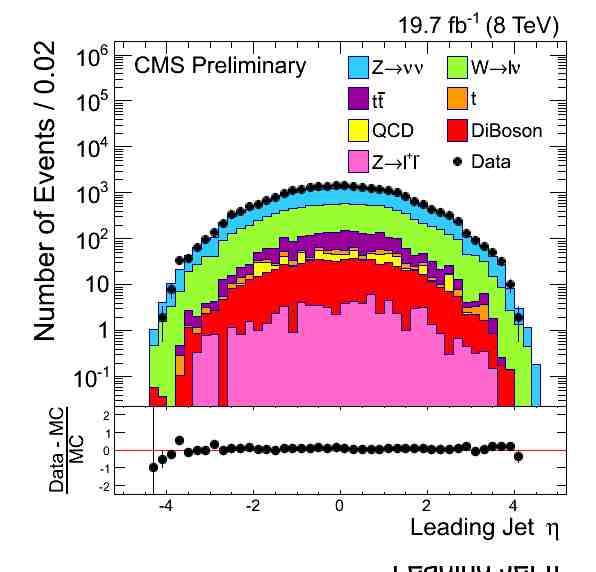 19.7 fb⁻¹ (8 TeV)
CMS Preliminary
Z→νν W→lν
tt̄ t
QCD DiBoson
Z→l⁺l⁻ Data
Number of Events / 0.02
10⁶
10⁵
10⁴
10³
10²
10
1
10⁻¹
Data - MC
MC
2
1
0
-1
-2
-4 -2 0 2 4
Leading Jet η